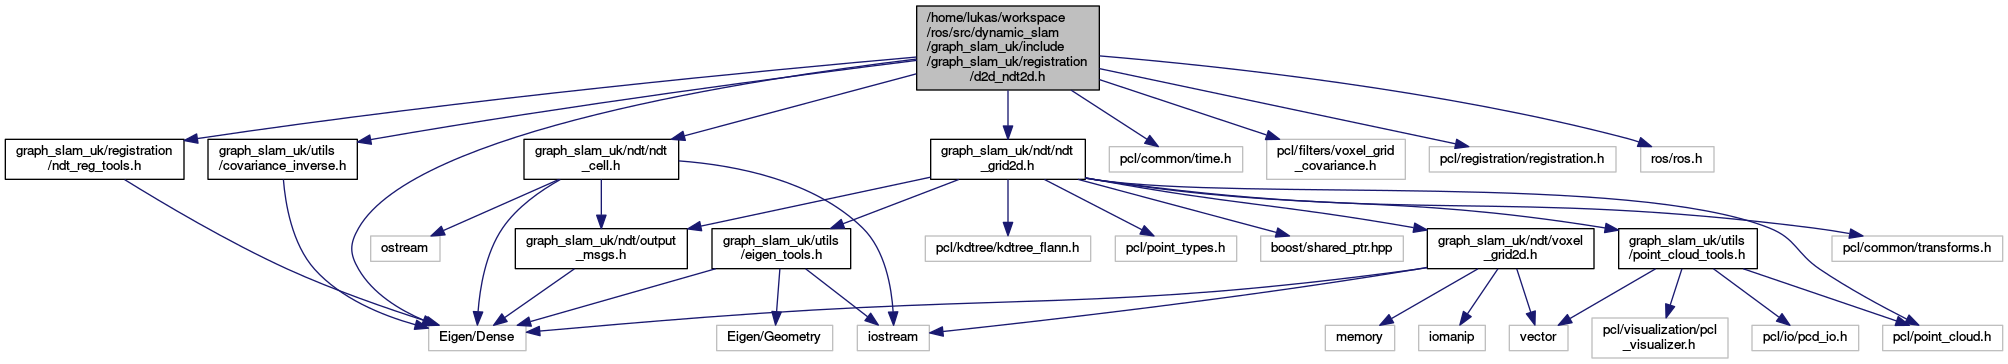 /home/lukas/workspace
/ros/src/dynamic_slam
/graph_slam_uk/include
/graph_slam_uk/registration
/d2d_ndt2d.h
graph_slam_uk/registration
/ndt_reg_tools.h
graph_slam_uk/utils
/covariance_inverse.h
graph_slam_uk/ndt/ndt
_cell.h
graph_slam_uk/ndt/ndt
_grid2d.h
pcl/common/time.h
pcl/filters/voxel_grid
_covariance.h
pcl/registration/registration.h
ros/ros.h
ostream
graph_slam_uk/ndt/output
_msgs.h
graph_slam_uk/utils
/eigen_tools.h
pcl/kdtree/kdtree_flann.h
pcl/point_types.h
boost/shared_ptr.hpp
graph_slam_uk/ndt/voxel
_grid2d.h
graph_slam_uk/utils
/point_cloud_tools.h
pcl/common/transforms.h
Eigen/Dense
Eigen/Geometry
iostream
memory
iomanip
vector
pcl/visualization/pcl
_visualizer.h
pcl/io/pcd_io.h
pcl/point_cloud.h